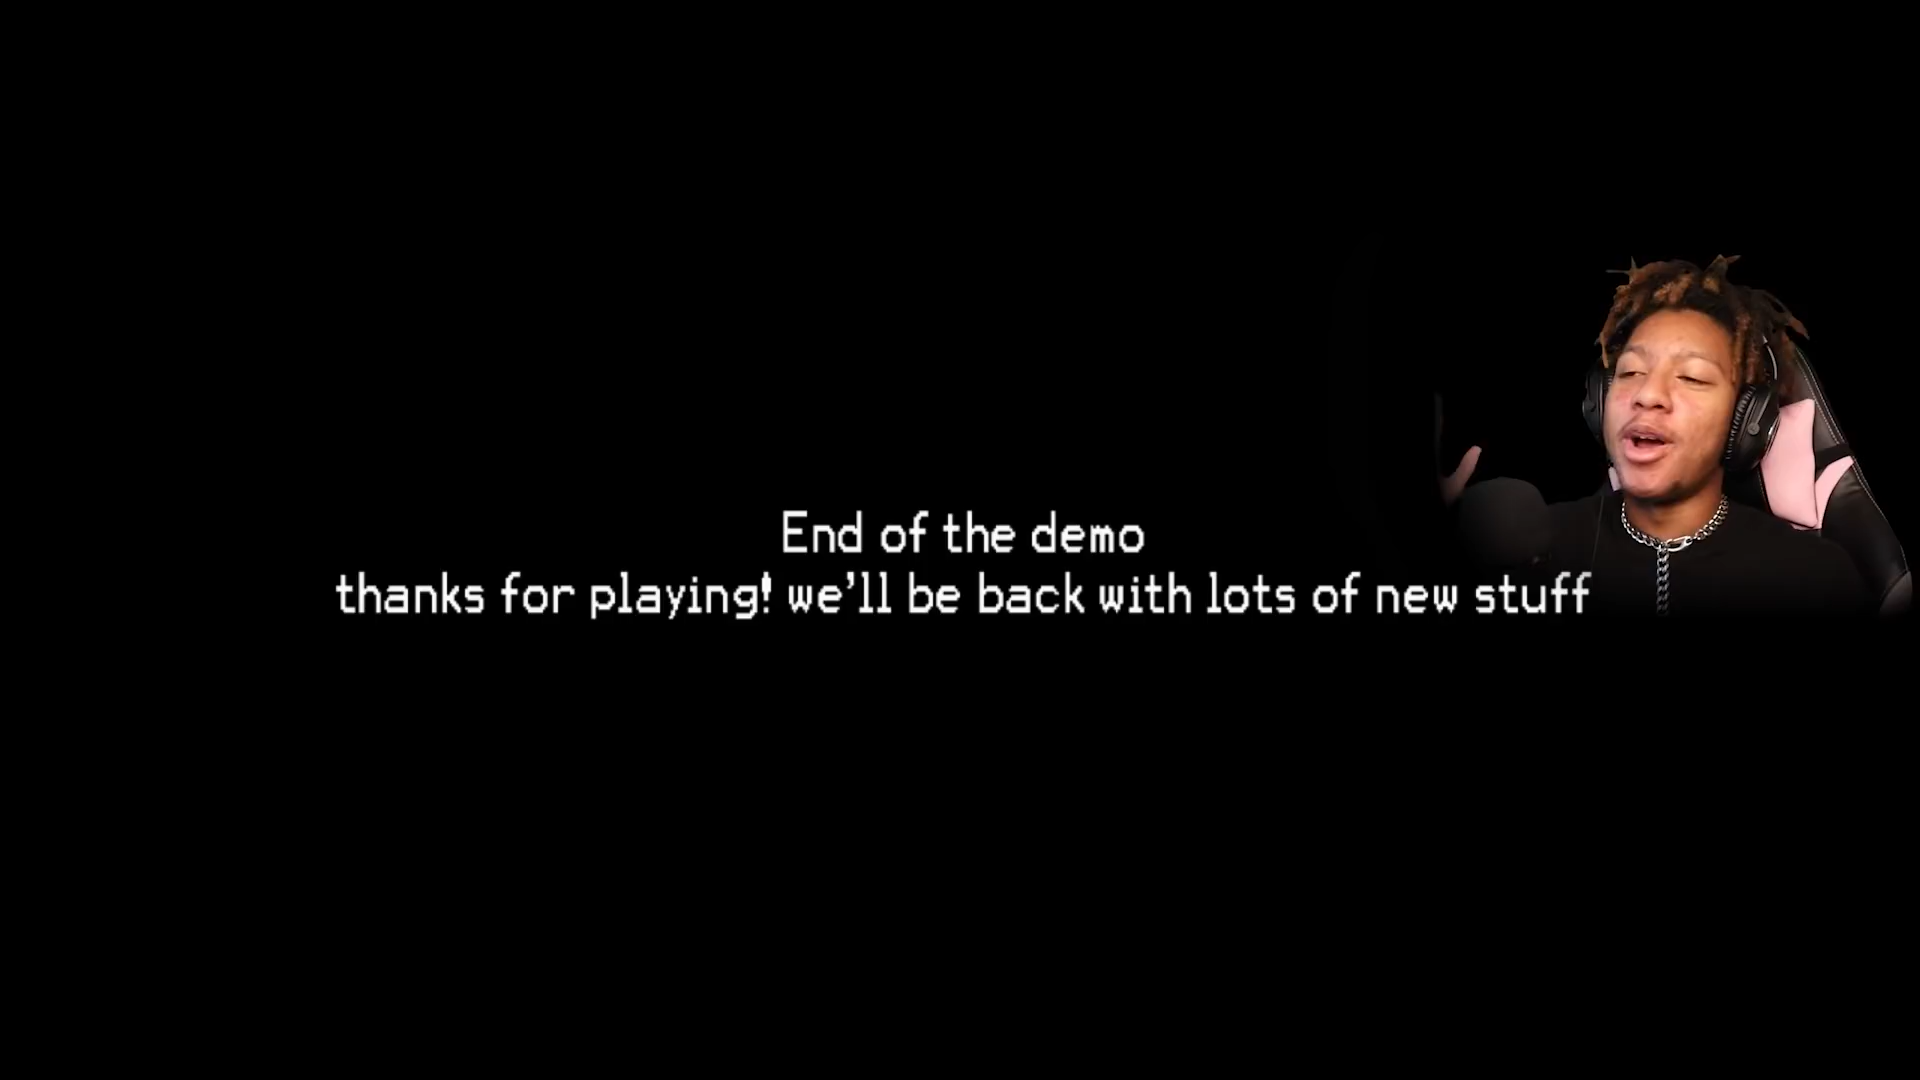 End of the demo
thanks for playing! we'll be back with lots of new stuff